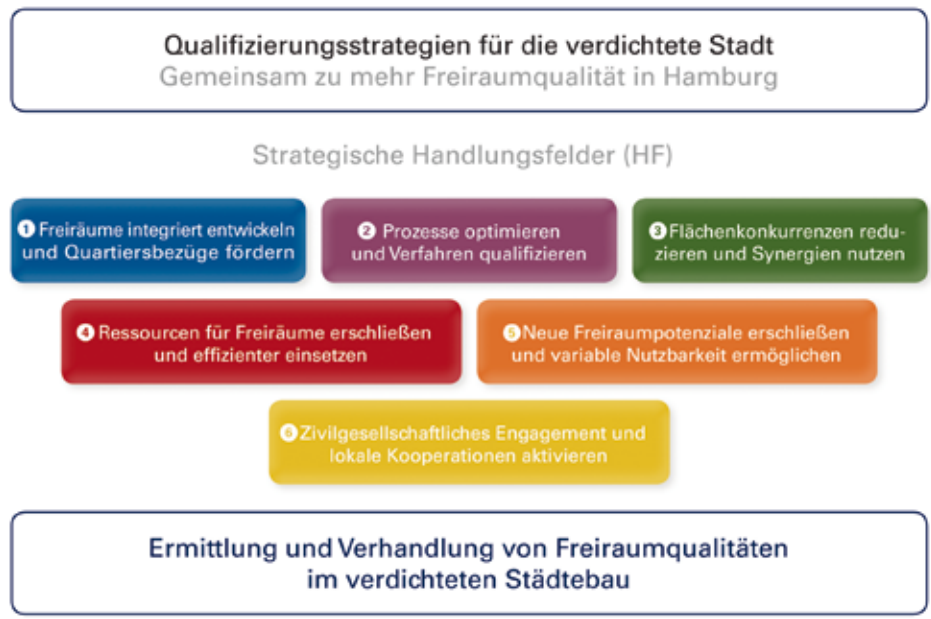 Qualifizierungsstrategien für die verdichtete Stadt
Gemeinsam zu mehr Freiraumqualität in Hamburg
Strategische Handlungsfelder (HF)
1 Freiräume integriert entwickeln
und Quartiersbezüge fördern
2 Prozesse optimieren
und Verfahren qualifizieren
3 Flächenkonkurrenzen redu-
zieren und Synergien nutzen
4 Ressourcen für Freiräume erschließen
und effizienter einsetzen
5 Neue Freiraumpotenziale erschließen
und variable Nutzbarkeit ermöglichen
6 Zivilgesellschaftliches Engagement und
lokale Kooperationen aktivieren
Ermittlung und Verhandlung von Freiraumqualitäten
im verdichteten Städtebau